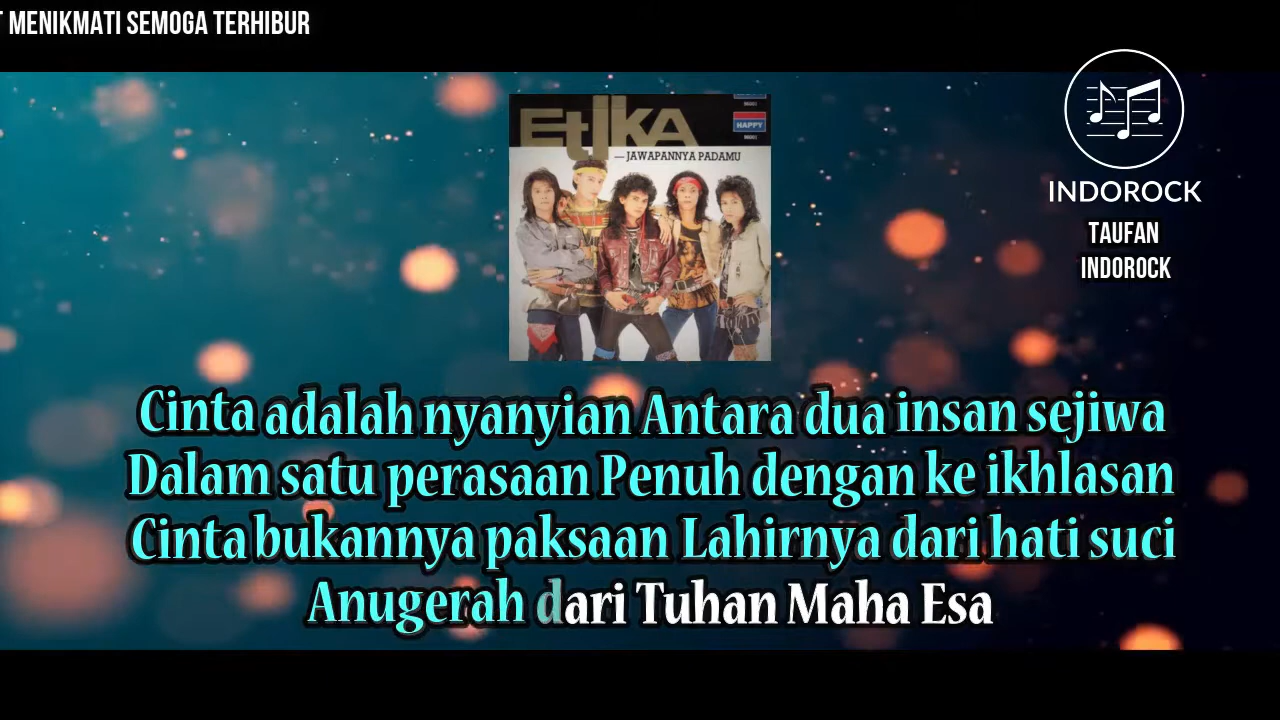 MENIKMATI SEMOGA TERHIBUR
EtIKA
HAPPY
— JAWAPANNYA PADAMU
INDOROCK
TAUFAN
INDOROCK
Cinta adalah nyanyian Antara dua insan sejiwa
Dalam satu perasaan Penuh dengan ke ikhlasan
Cinta bukannya paksaan Lahirnya dari hati suci
Anugerah dari Tuhan Maha Esa